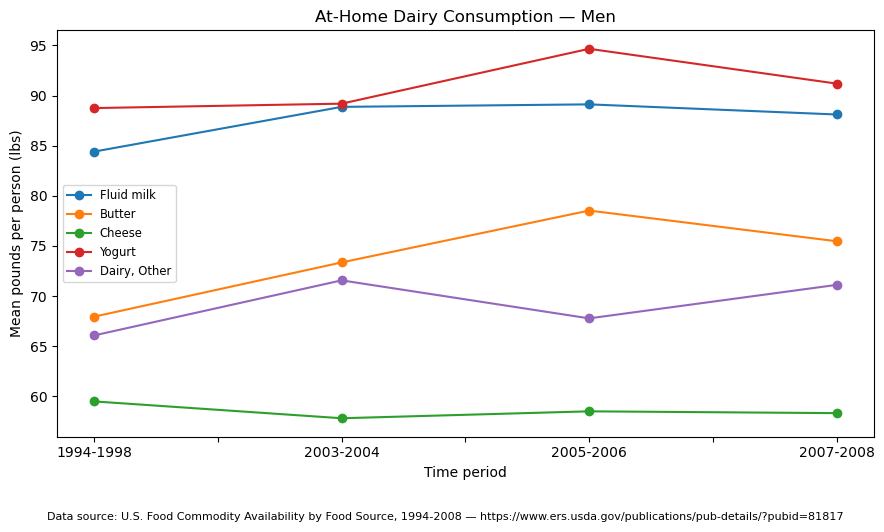 At-Home Dairy Consumption — Men
95
90
85
80
75
70
65
60
Mean pounds per person (lbs)
Fluid milk
Butter
Cheese
Yogurt
Dairy, Other
1994-1998
2003-2004
2005-2006
2007-2008
Time period
Data source: U.S. Food Commodity Availability by Food Source, 1994-2008 — https://www.ers.usda.gov/publications/pub-details/?pubid=81817